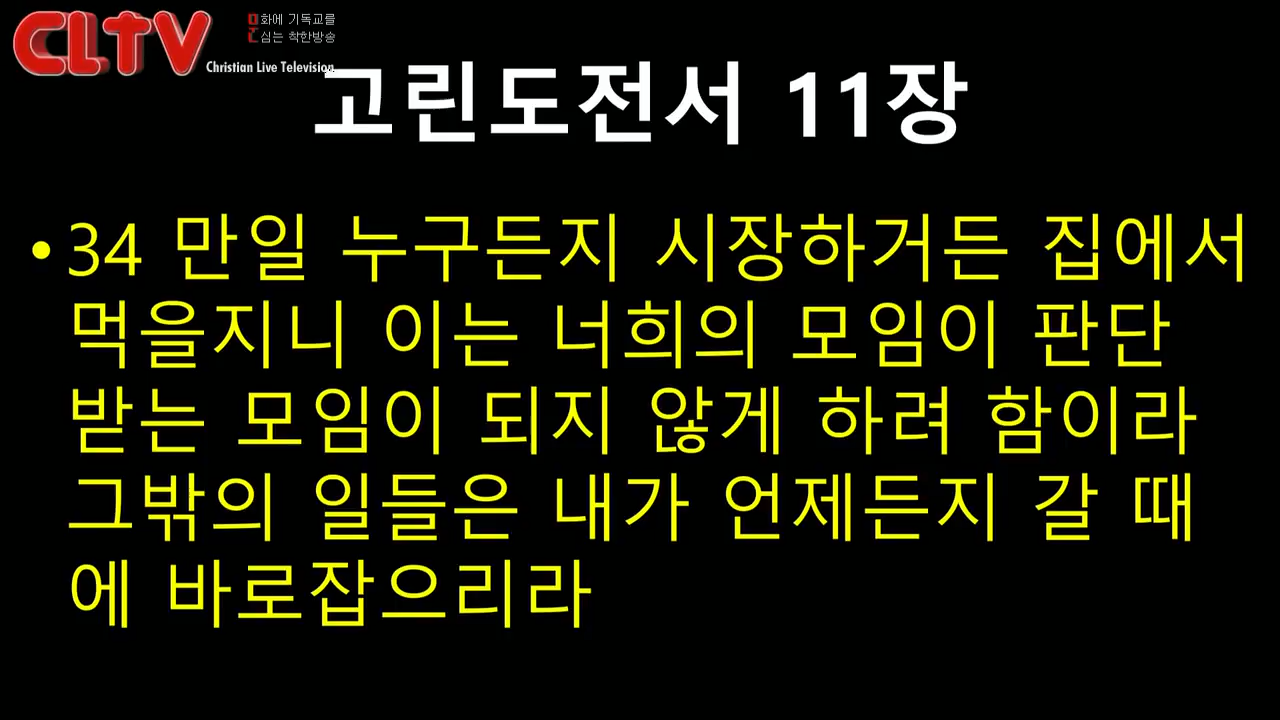 CLTV
문화에 기독교를
심는 착한방송
Christian Live Television
고린도전서 11장
• 34 만일 누구든지 시장하거든 집에서
먹을지니 이는 너희의 모임이 판단
받는 모임이 되지 않게 하려 함이라
그밖의 일들은 내가 언제든지 갈 때
에 바로잡으리라